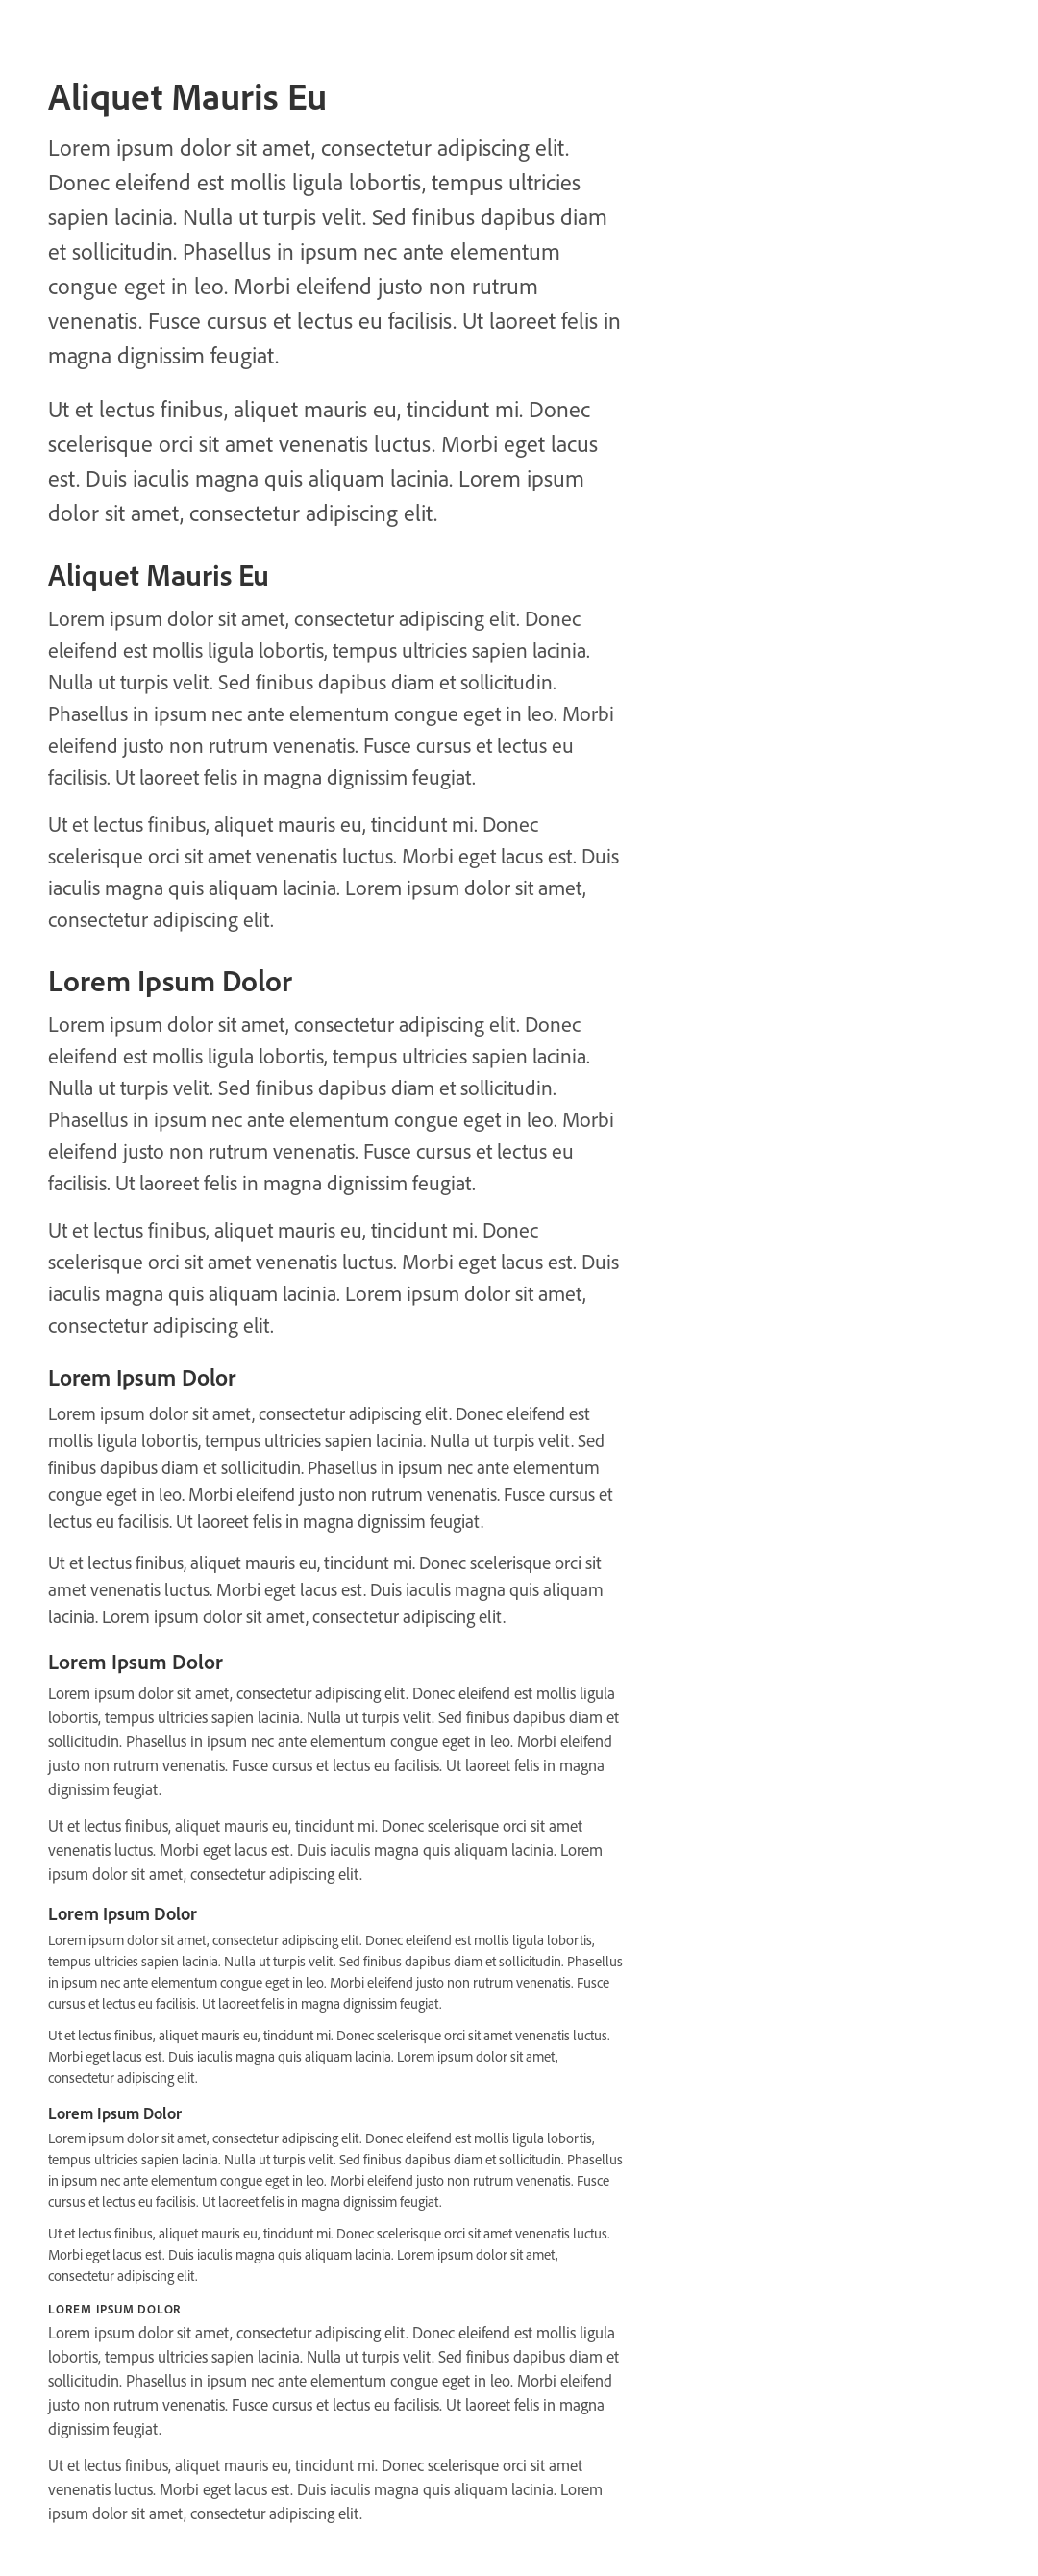 Aliquet Mauris Eu
Lorem ipsum dolor sit amet, consectetur adipiscing elit.
Donec eleifend est mollis ligula lobortis, tempus ultricies
sapien lacinia. Nulla ut turpis velit. Sed finibus dapibus diam
et sollicitudin. Phasellus in ipsum nec ante elementum
congue eget in leo. Morbi eleifend justo non rutrum
venenatis. Fusce cursus et lectus eu facilisis. Ut laoreet felis in
magna dignissim feugiat.
Ut et lectus finibus, aliquet mauris eu, tincidunt mi. Donec
scelerisque orci sit amet venenatis luctus. Morbi eget lacus
est. Duis iaculis magna quis aliquam lacinia. Lorem ipsum
dolor sit amet, consectetur adipiscing elit.
Aliquet Mauris Eu
Lorem ipsum dolor sit amet, consectetur adipiscing elit. Donec
eleifend est mollis ligula lobortis, tempus ultricies sapien lacinia.
Nulla ut turpis velit. Sed finibus dapibus diam et sollicitudin.
Phasellus in ipsum nec ante elementum congue eget in leo. Morbi
eleifend justo non rutrum venenatis. Fusce cursus et lectus eu
facilisis. Ut laoreet felis in magna dignissim feugiat.
Ut et lectus finibus, aliquet mauris eu, tincidunt mi. Donec
scelerisque orci sit amet venenatis luctus. Morbi eget lacus est. Duis
iaculis magna quis aliquam lacinia. Lorem ipsum dolor sit amet,
consectetur adipiscing elit.
Lorem Ipsum Dolor
Lorem ipsum dolor sit amet, consectetur adipiscing elit. Donec
eleifend est mollis ligula lobortis, tempus ultricies sapien lacinia.
Nulla ut turpis velit. Sed finibus dapibus diam et sollicitudin.
Phasellus in ipsum nec ante elementum congue eget in leo. Morbi
eleifend justo non rutrum venenatis. Fusce cursus et lectus eu
facilisis. Ut laoreet felis in magna dignissim feugiat.
Ut et lectus finibus, aliquet mauris eu, tincidunt mi. Donec
scelerisque orci sit amet venenatis luctus. Morbi eget lacus est. Duis
iaculis magna quis aliquam lacinia. Lorem ipsum dolor sit amet,
consectetur adipiscing elit.
Lorem Ipsum Dolor
Lorem ipsum dolor sit amet, consectetur adipiscing elit. Donec eleifend est
mollis ligula lobortis, tempus ultricies sapien lacinia. Nulla ut turpis velit. Sed
finibus dapibus diam et sollicitudin. Phasellus in ipsum nec ante elementum
congue eget in leo. Morbi eleifend justo non rutrum venenatis. Fusce cursus et
lectus eu facilisis. Ut laoreet felis in magna dignissim feugiat.
Ut et lectus finibus, aliquet mauris eu, tincidunt mi. Donec scelerisque orci sit
amet venenatis luctus. Morbi eget lacus est. Duis iaculis magna quis aliquam
lacinia. Lorem ipsum dolor sit amet, consectetur adipiscing elit.
Lorem Ipsum Dolor
Lorem ipsum dolor sit amet, consectetur adipiscing elit. Donec eleifend est mollis ligula
lobortis, tempus ultricies sapien lacinia. Nulla ut turpis velit. Sed finibus dapibus diam et
sollicitudin. Phasellus in ipsum nec ante elementum congue eget in leo. Morbi eleifend
justo non rutrum venenatis. Fusce cursus et lectus eu facilisis. Ut laoreet felis in magna
dignissim feugiat.
Ut et lectus finibus, aliquet mauris eu, tincidunt mi. Donec scelerisque orci sit amet
venenatis luctus. Morbi eget lacus est. Duis iaculis magna quis aliquam lacinia. Lorem
ipsum dolor sit amet, consectetur adipiscing elit.
Lorem Ipsum Dolor
Lorem ipsum dolor sit amet, consectetur adipiscing elit. Donec eleifend est mollis ligula lobortis,
tempus ultricies sapien lacinia. Nulla ut turpis velit. Sed finibus dapibus diam et sollicitudin. Phasellus
in ipsum nec ante elementum congue eget in leo. Morbi eleifend justo non rutrum venenatis. Fusce
cursus et lectus eu facilisis. Ut laoreet felis in magna dignissim feugiat.
Ut et lectus finibus, aliquet mauris eu, tincidunt mi. Donec scelerisque orci sit amet venenatis luctus.
Morbi eget lacus est. Duis iaculis magna quis aliquam lacinia. Lorem ipsum dolor sit amet,
consectetur adipiscing elit.
Lorem Ipsum Dolor
Lorem ipsum dolor sit amet, consectetur adipiscing elit. Donec eleifend est mollis ligula lobortis,
tempus ultricies sapien lacinia. Nulla ut turpis velit. Sed finibus dapibus diam et sollicitudin. Phasellus
in ipsum nec ante elementum congue eget in leo. Morbi eleifend justo non rutrum venenatis. Fusce
cursus et lectus eu facilisis. Ut laoreet felis in magna dignissim feugiat.
Ut et lectus finibus, aliquet mauris eu, tincidunt mi. Donec scelerisque orci sit amet venenatis luctus.
Morbi eget lacus est. Duis iaculis magna quis aliquam lacinia. Lorem ipsum dolor sit amet,
consectetur adipiscing elit.
LOREM IPSUM DOLOR
Lorem ipsum dolor sit amet, consectetur adipiscing elit. Donec eleifend est mollis ligula
lobortis, tempus ultricies sapien lacinia. Nulla ut turpis velit. Sed finibus dapibus diam et
sollicitudin. Phasellus in ipsum nec ante elementum congue eget in leo. Morbi eleifend
justo non rutrum venenatis. Fusce cursus et lectus eu facilisis. Ut laoreet felis in magna
dignissim feugiat.
Ut et lectus finibus, aliquet mauris eu, tincidunt mi. Donec scelerisque orci sit amet
venenatis luctus. Morbi eget lacus est. Duis iaculis magna quis aliquam lacinia. Lorem
ipsum dolor sit amet, consectetur adipiscing elit.